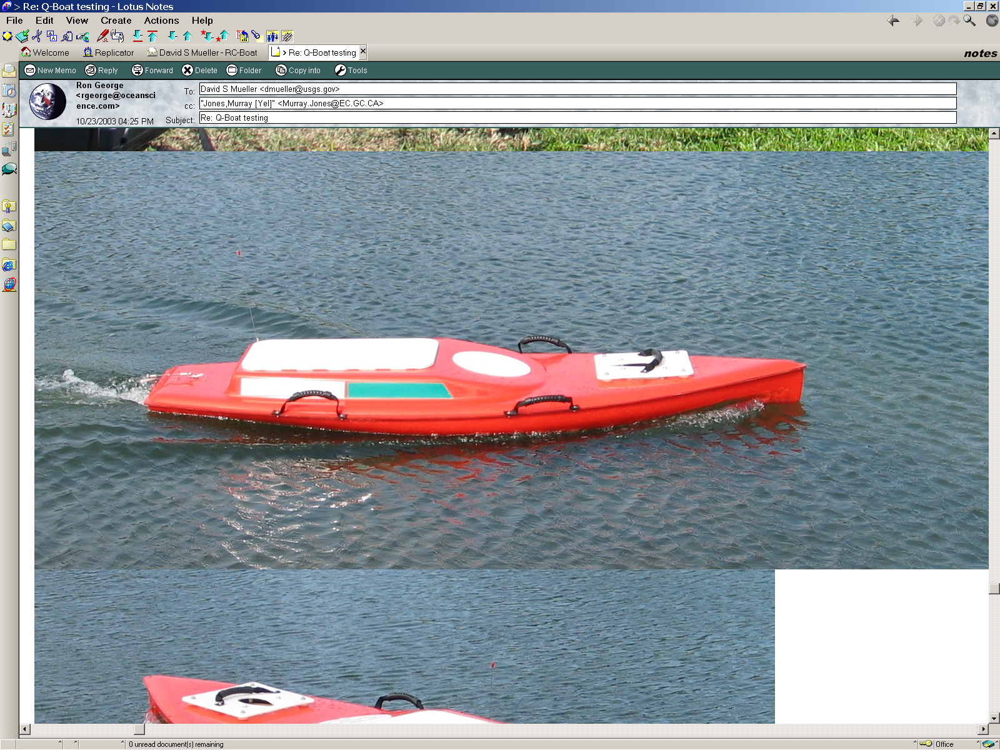 > Re: Q-Boat testing - Lotus Notes
File Edit View Create Actions Help
Welcome Replicator David S Mueller - RC-Boat > Re: Q-Boat testing
notes
New Memo Reply Forward Delete Folder Copy into Tools
Ron George
<rgeorge@oceansci
ence.com>
10/23/2003 04:25 PM
To: David S Mueller <dmueller@usgs.gov>
cc: "Jones,Murray [Yel]" <Murray.Jones@EC.GC.CA>
Subject: Re: Q-Boat testing
0 unread document(s) remaining
Office